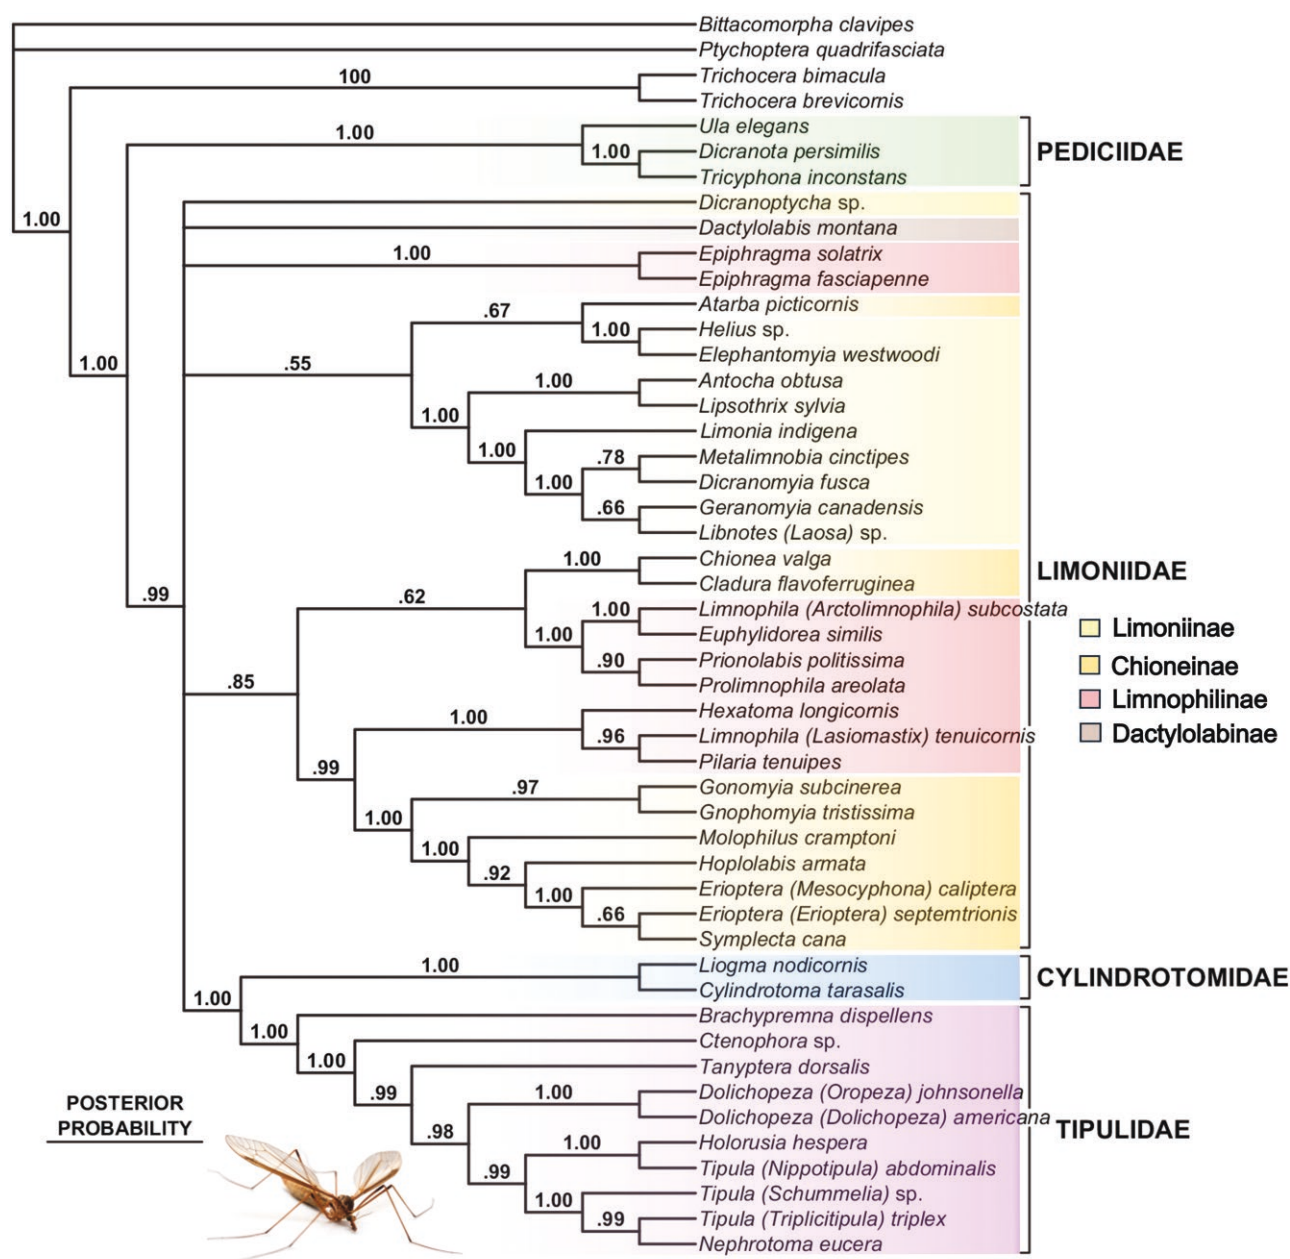 Bittacomorpha clavipes
Ptychoptera quadrifasciata
100
Trichocera bimacula
Trichocera brevicornis
1.00
Ula elegans
1.00
Dicranota persimilis
Tricyphona inconstans
PEDICIIDAE
1.00
Dicranoptycha sp.
Dactylolabis montana
1.00
Epiphragma solatrix
Epiphragma fasciapenne
.67
Atarba picticornis
1.00
Helius sp.
Elephantomyia westwoodi
1.00
.55
1.00
Antocha obtusa
Lipsothrix sylvia
1.00
1.00
Limonia indigena
.78
Metalimnobia cinctipes
1.00
Dicranomyia fusca
.66
Geranomyia canadensis
Libnotes (Laosa) sp.
1.00
Chionea valga
Cladura flavoferruginea
LIMONIIDAE
.99
.62
1.00
Limnophila (Arctolimnophila) subcostata
1.00
Euphylidorea similis
.90
Prionolabis politissima
Prolimnophila areolata
Limoniinae
Chioneinae
Limnophilinae
Dactylolabinae
.85
1.00
Hexatoma longicornis
.96
Limnophila (Lasiomastix) tenuicornis
Pilaria tenuipes
.99
.97
Gonomyia subcinerea
Gnophomyia tristissima
1.00
1.00
Molophilus cramptoni
.92
Hoplolabis armata
1.00
Erioptera (Mesocyphona) caliptera
.66
Erioptera (Erioptera) septemtrionis
Symplecta cana
1.00
Liogma nodicornis
Cylindrotoma tarasalis
CYLINDROTOMIDAE
1.00
1.00
Brachypremna dispellens
1.00
Ctenophora sp.
.99
Tanyptera dorsalis
1.00
Dolichopeza (Oropeza) johnsonella
Dolichopeza (Dolichopeza) americana
TIPULIDAE
.98
1.00
Holorusia hespera
Tipula (Nippotipula) abdominalis
.99
1.00
Tipula (Schummelia) sp.
.99
Tipula (Triplicitipula) triplex
Nephrotoma eucera
POSTERIOR
PROBABILITY